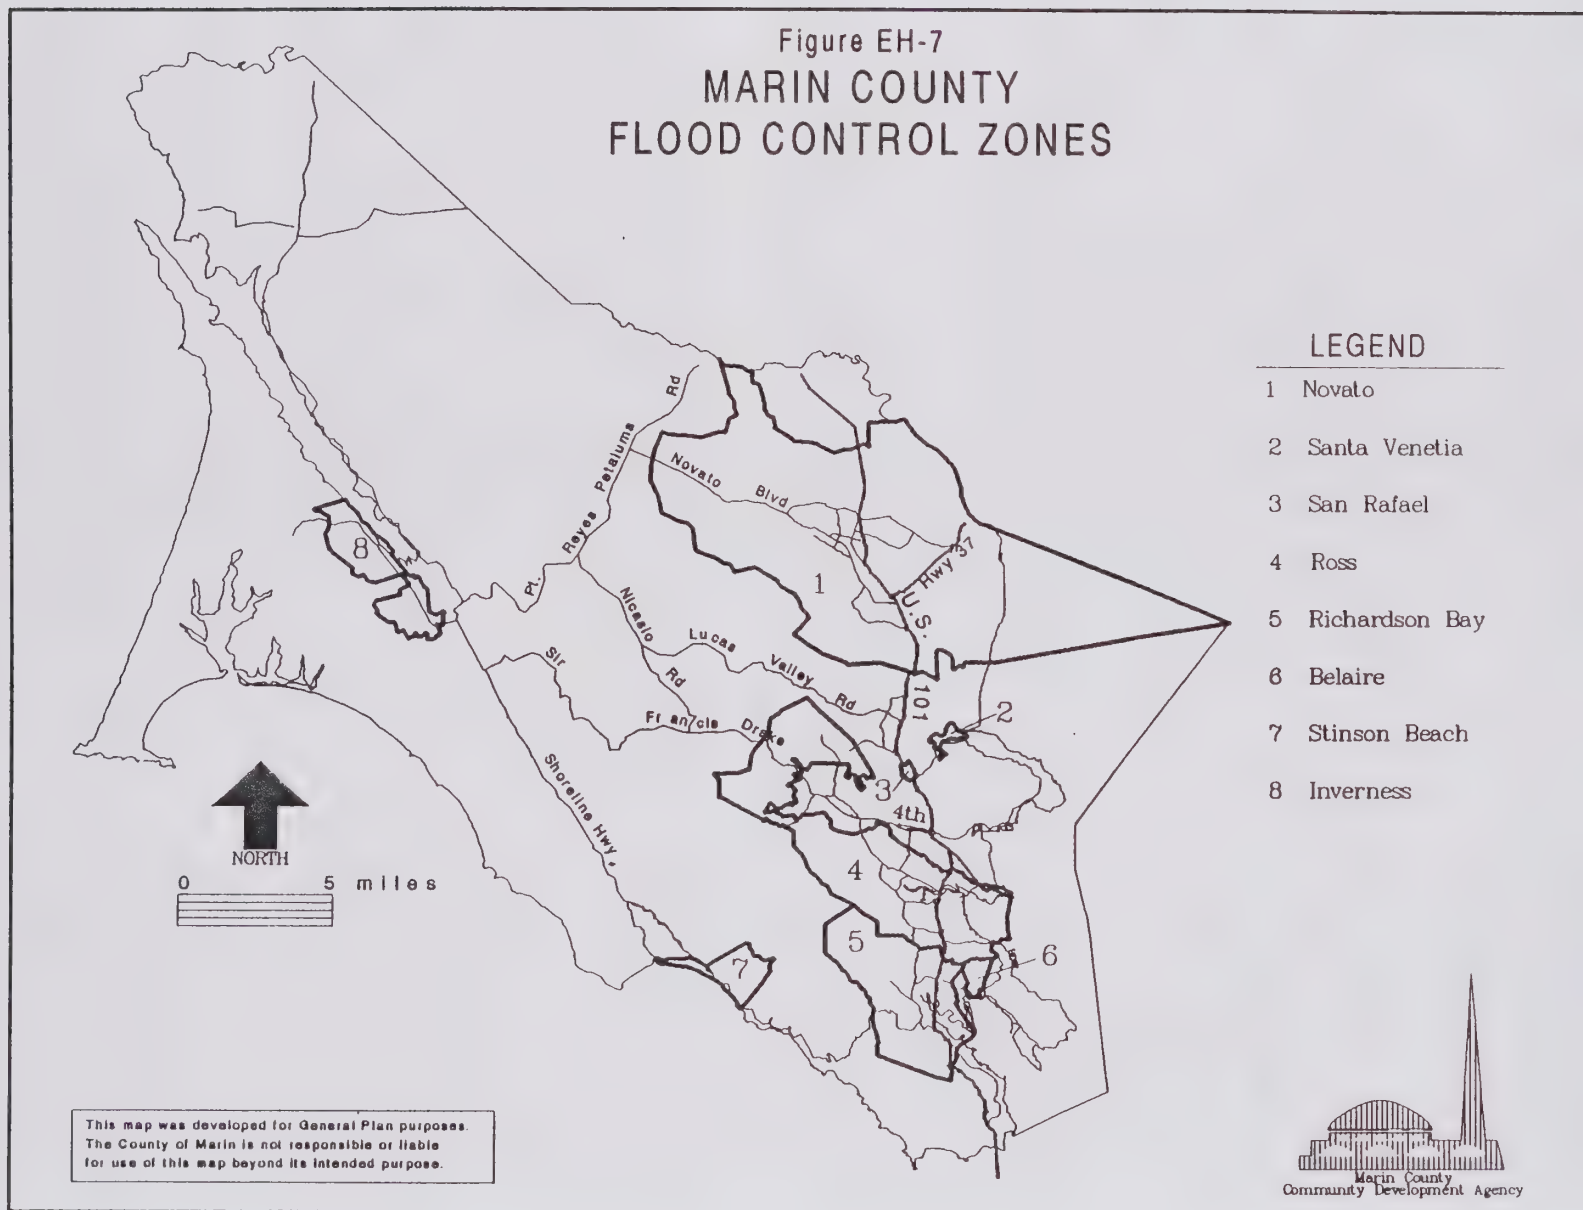 Figure EH-7
MARIN COUNTY
FLOOD CONTROL ZONES
LEGEND
1 Novato
2 Santa Venetia
3 San Rafael
4 Ross
5 Richardson Bay
6 Belaire
7 Stinson Beach
8 Inverness
Pt. Reyes Petaluma Rd
Novato Blvd
Hwy 37
U.S. 101
Nicasio Rd
Lucas Valley Rd
Sir Francis Drake
Shoreline Hwy
4th
1
2
3
4
5
6
7
8
NORTH
0 5 miles
This map was developed for General Plan purposes.
The County of Marin is not responsible or liable
for use of this map beyond its intended purpose.
Marin County
Community Development Agency